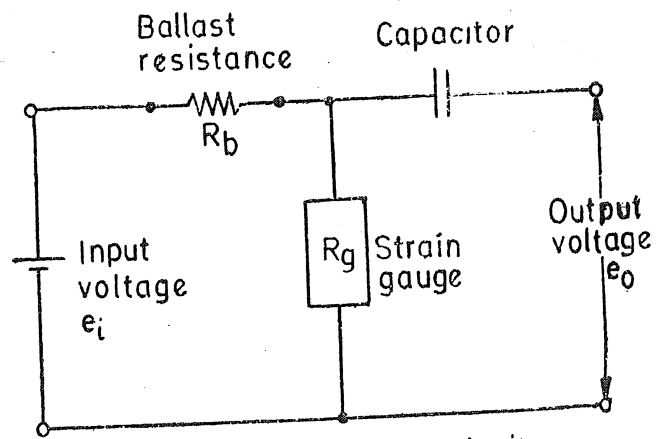 Ballast
resistance
Capacitor
Rb
Input
voltage
ei
Rg
Strain
gauge
Output
voltage
eo